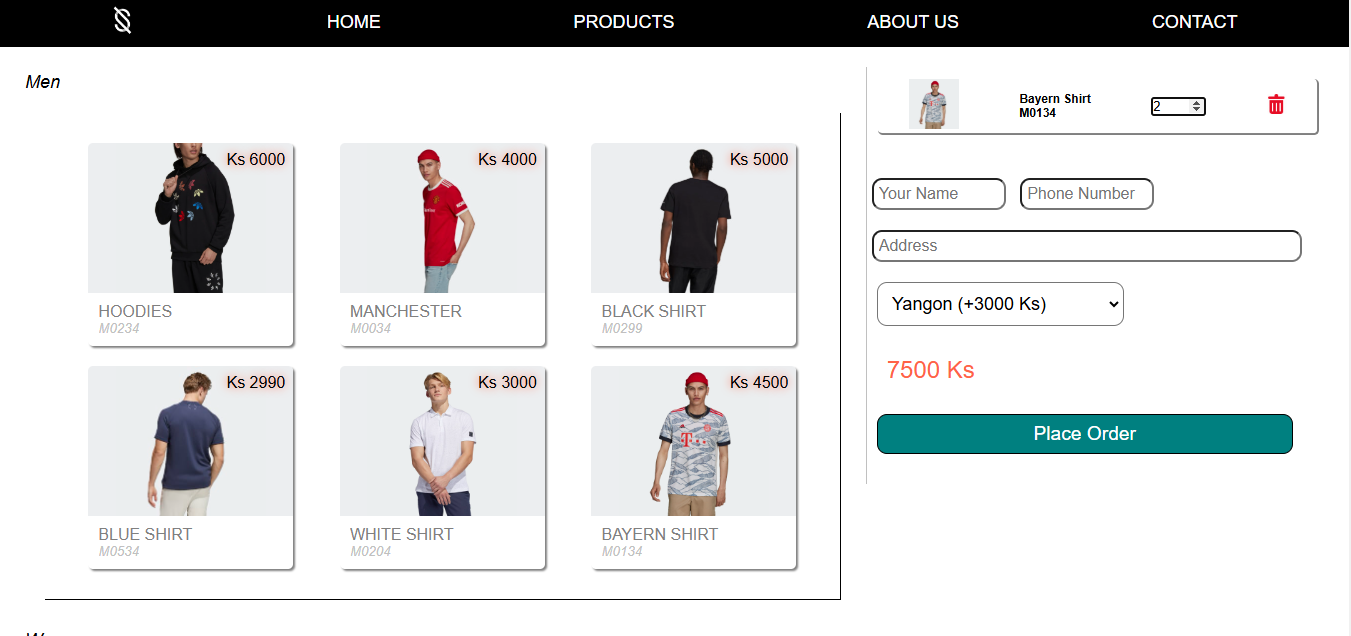 HOME
PRODUCTS
ABOUT US
CONTACT
Men
Ks 6000
HOODIES
M0234
Ks 4000
MANCHESTER
M0034
Ks 5000
BLACK SHIRT
M0299
Ks 2990
BLUE SHIRT
M0534
Ks 3000
WHITE SHIRT
M0204
Ks 4500
BAYERN SHIRT
M0134
Bayern Shirt
M0134
2
Your Name
Phone Number
Address
Yangon (+3000 Ks)
7500 Ks
Place Order